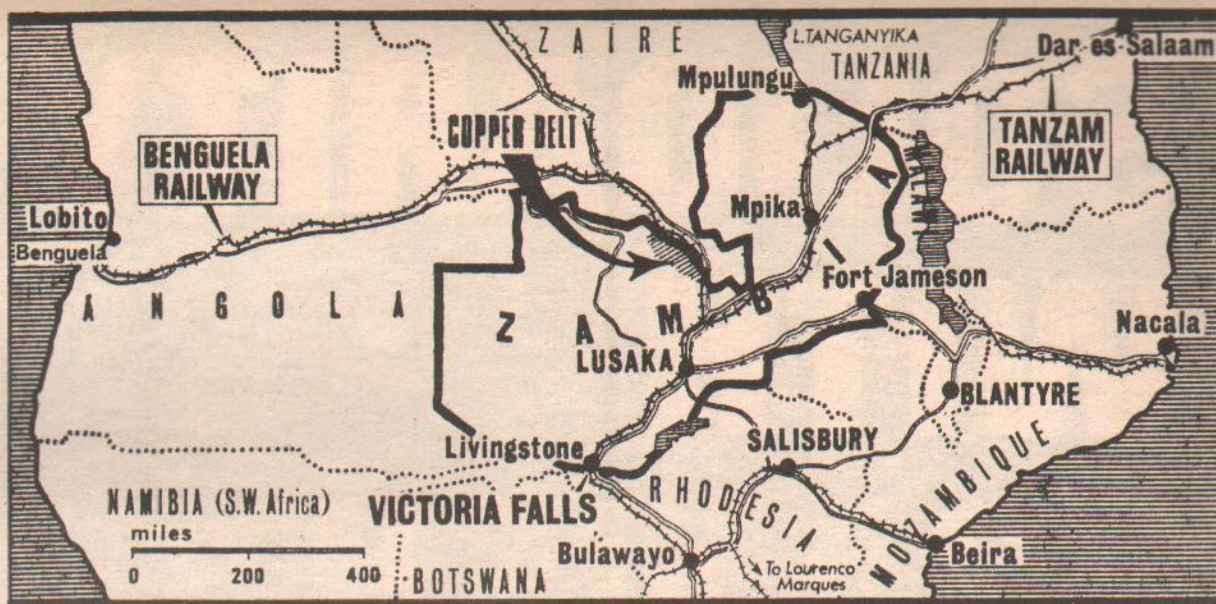 ZAIRE
L.TANGANYIKA
TANZANIA
Dar-es-Salaam
Mpulungu
COPPER BELT
BENGUELA
RAILWAY
TANZAM
RAILWAY
MALAWI
Lobito
Benguela
Mpika
ANGOLA
ZAMBIA
Fort Jameson
Nacala
LUSAKA
BLANTYRE
Livingstone
SALISBURY
MOZAMBIQUE
NAMIBIA (S.W. Africa)
VICTORIA FALLS
RHODESIA
miles
0 200 400
Bulawayo
Beira
BOTSWANA
To Lourenco
Marques